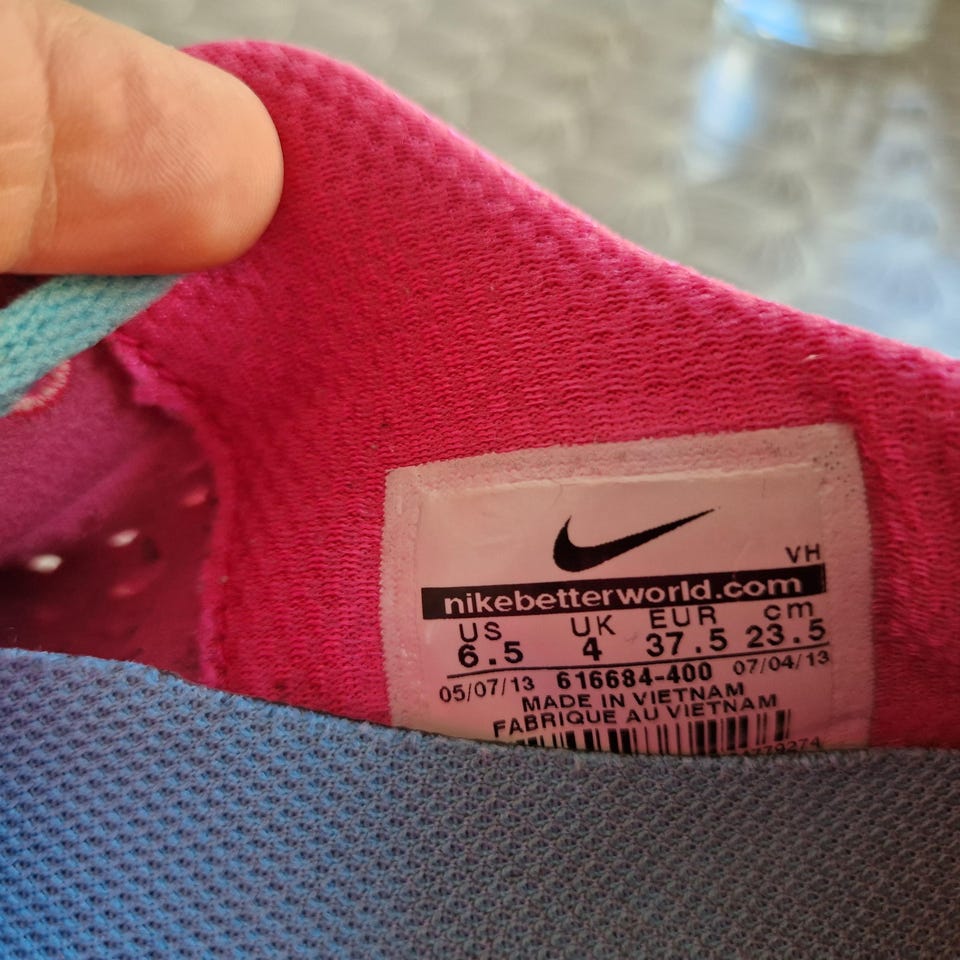 VH
nikebetterworld.com
US UK EUR cm
6.5 4 37.5 23.5
05/07/13 616684-400 07/04/13
MADE IN VIETNAM
FABRIQUE AU VIETNAM